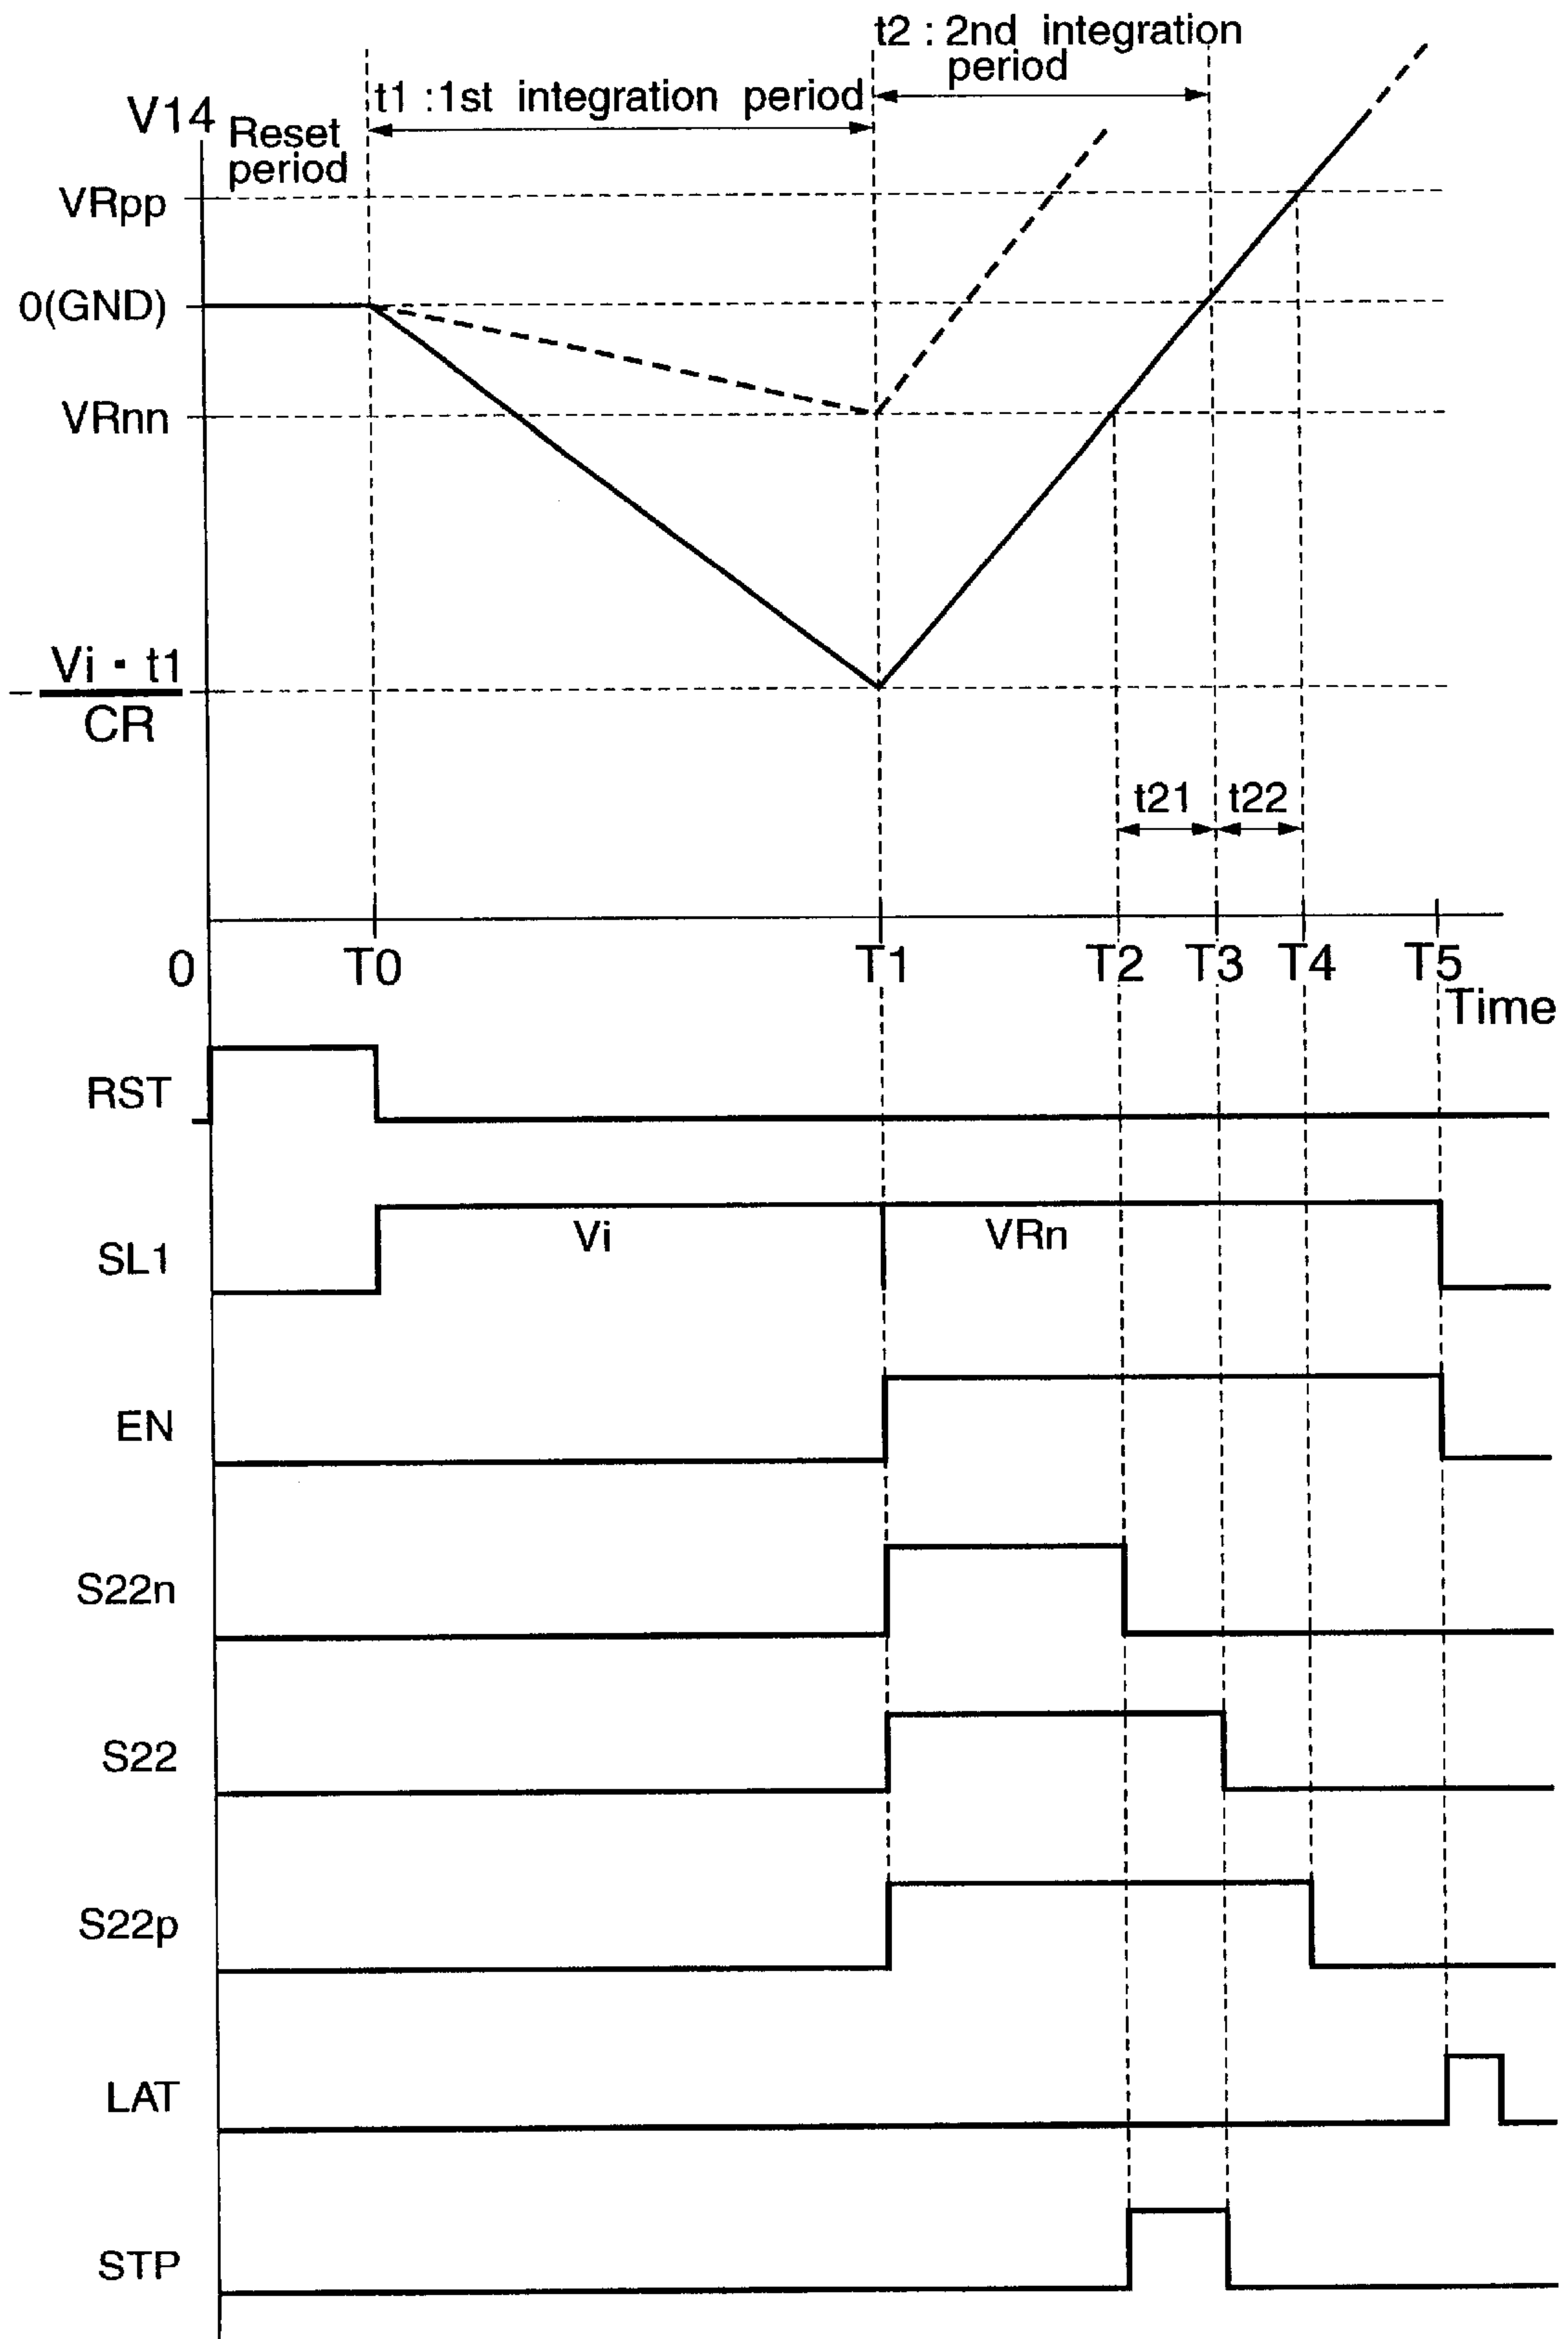 t2 : 2nd integration
period
t1 :1st integration period
V14
Reset
period
VRpp
0(GND)
VRnn
Vi · t1
−
CR
t21 t22
0 T0 T1 T2 T3 T4 T5
Time
RST
SL1 Vi VRn
EN
S22n
S22
S22p
LAT
STP